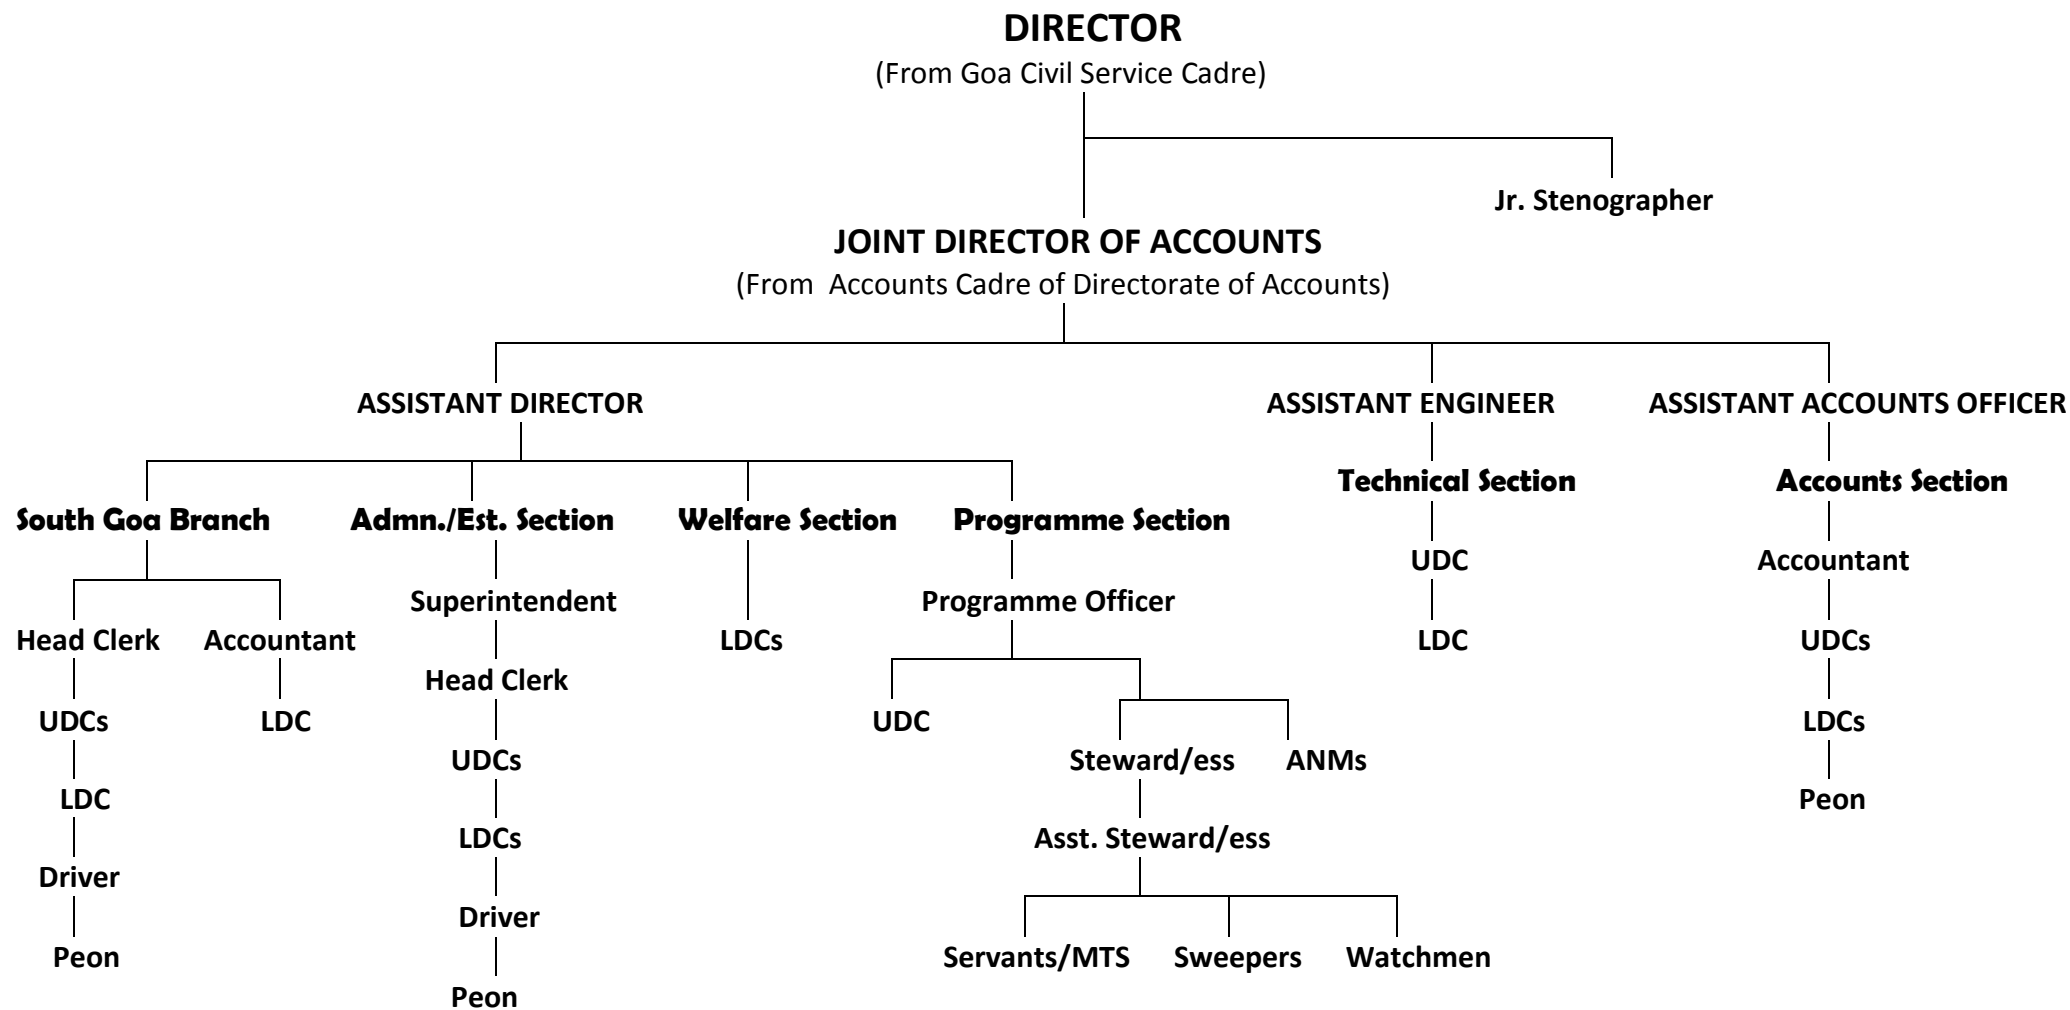 DIRECTOR
(From Goa Civil Service Cadre)
Jr. Stenographer
JOINT DIRECTOR OF ACCOUNTS
(From Accounts Cadre of Directorate of Accounts)
ASSISTANT DIRECTOR
ASSISTANT ENGINEER
ASSISTANT ACCOUNTS OFFICER
South Goa Branch
Admn./Est. Section
Welfare Section
Programme Section
Technical Section
Accounts Section
Head Clerk
Accountant
UDCs
LDC
LDC
Driver
Peon
Superintendent
Head Clerk
UDCs
LDCs
Driver
Peon
LDCs
Programme Officer
UDC
Steward/ess
ANMs
Asst. Steward/ess
Servants/MTS
Sweepers
Watchmen
UDC
LDC
Accountant
UDCs
LDCs
Peon